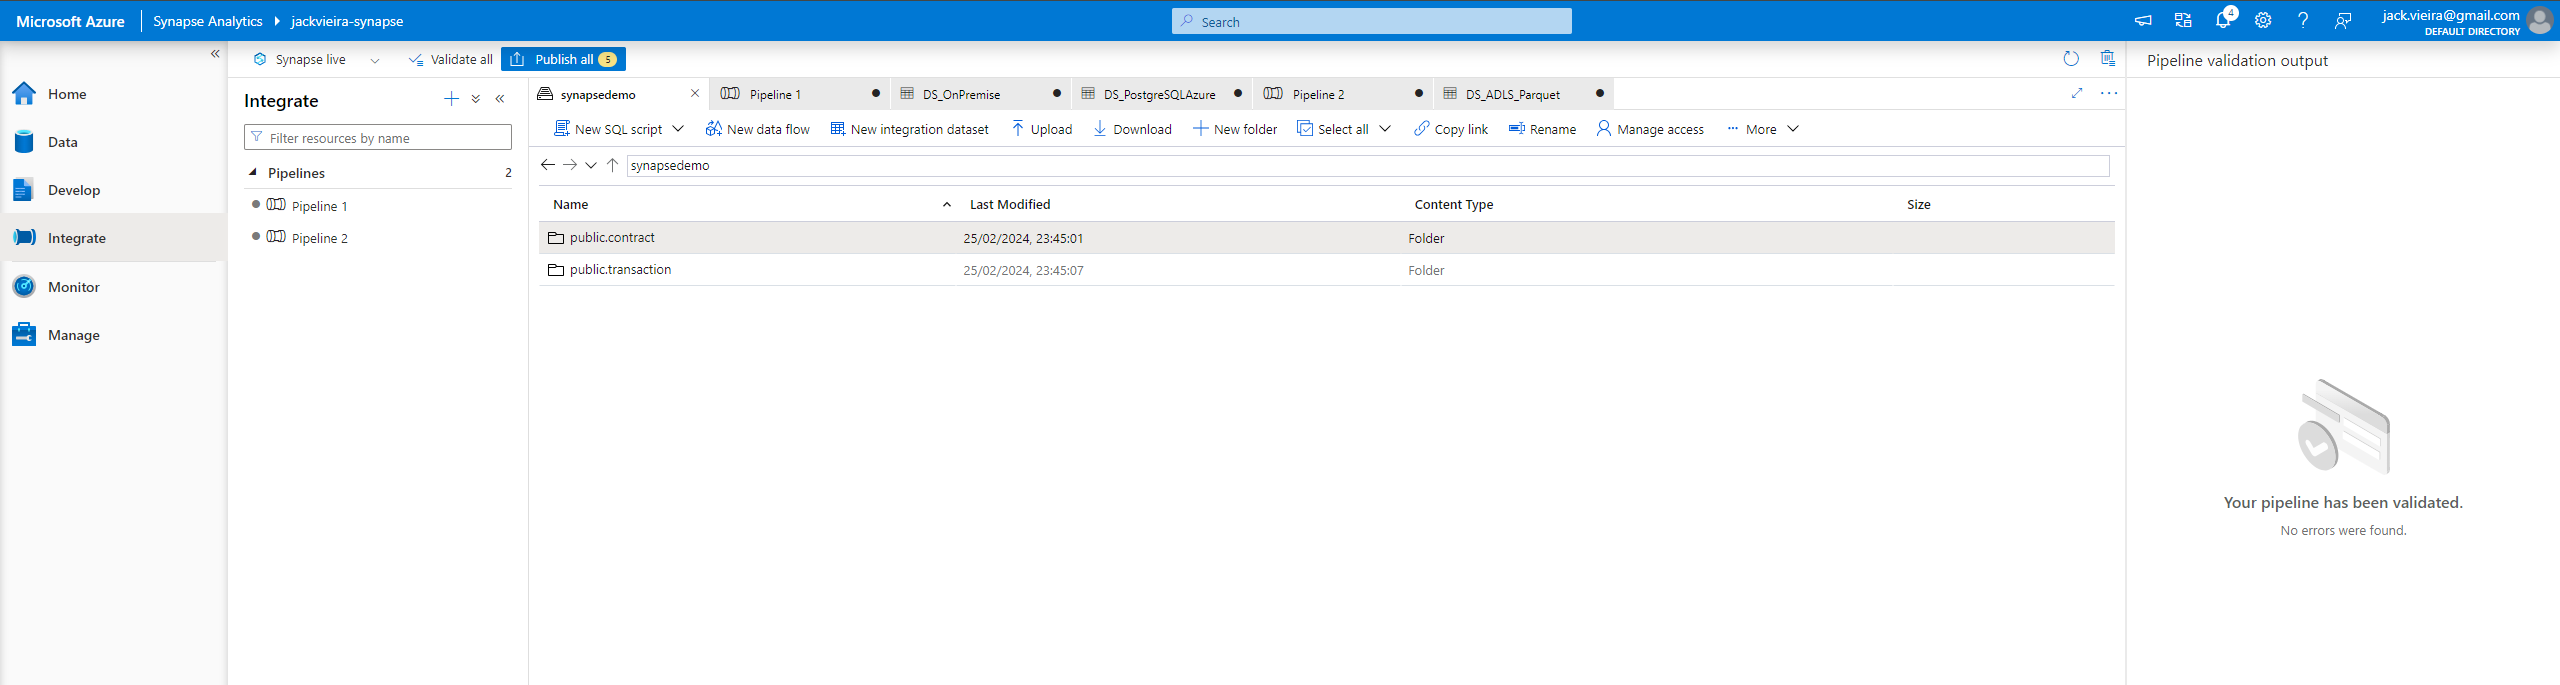 Microsoft Azure Synapse Analytics jackvieira-synapse Search 4 jack.vieira@gmail.com
DEFAULT DIRECTORY
Synapse live Validate all Publish all 5
Pipeline validation output
Home
Data
Develop
Integrate
Monitor
Manage
Integrate
Filter resources by name
Pipelines 2
Pipeline 1
Pipeline 2
synapsedemo Pipeline 1 DS_OnPremise DS_PostgreSQLAzure Pipeline 2 DS_ADLS_Parquet
New SQL script New data flow New integration dataset Upload Download New folder Select all Copy link Rename Manage access More
synapsedemo
Name Last Modified Content Type Size
public.contract 25/02/2024, 23:45:01 Folder
public.transaction 25/02/2024, 23:45:07 Folder
Your pipeline has been validated.
No errors were found.